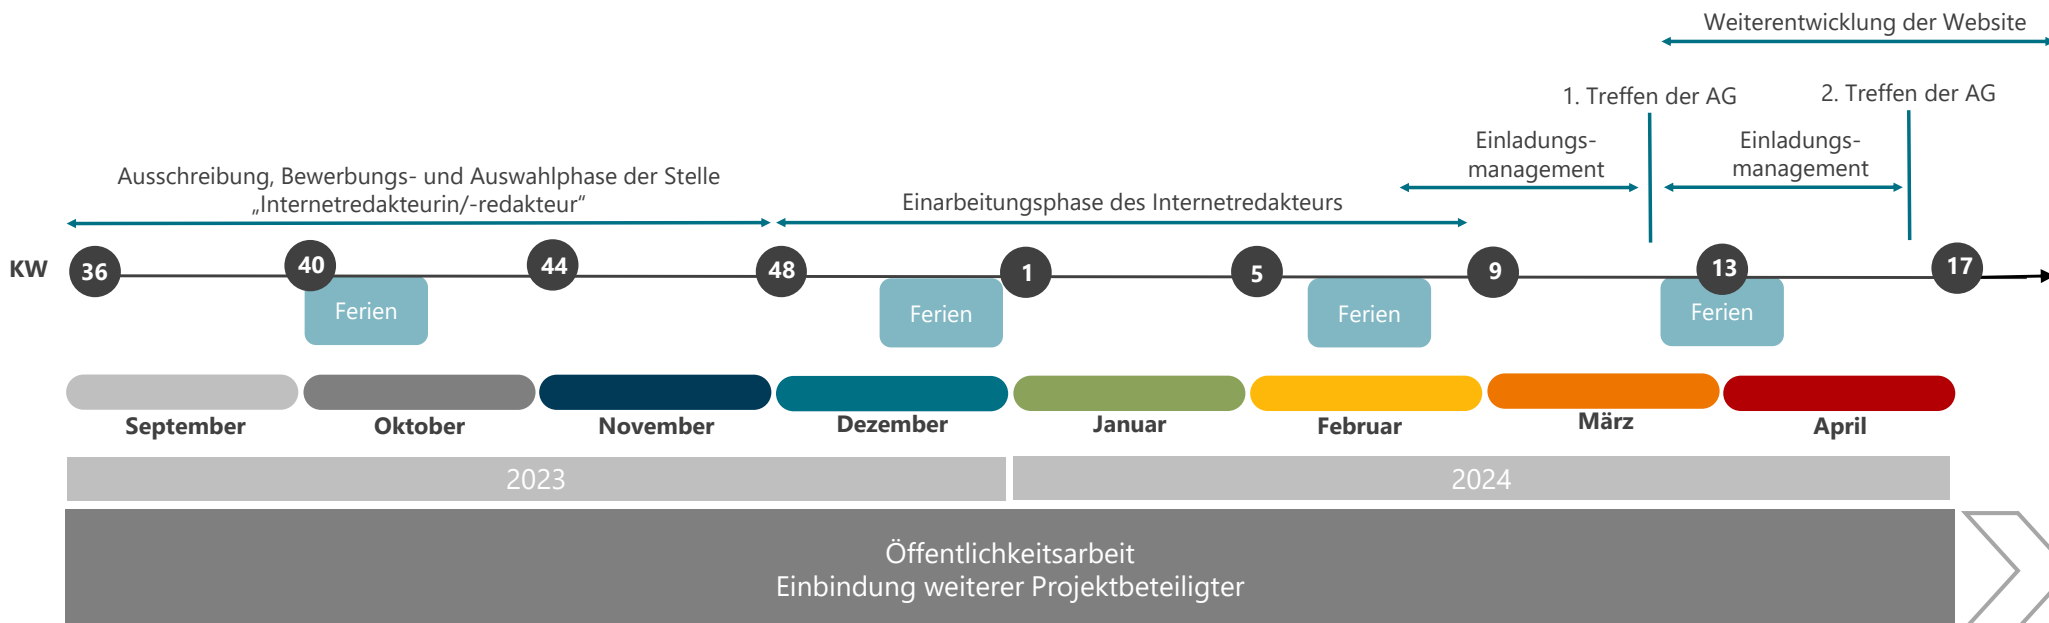 Weiterentwicklung der Website
1. Treffen der AG
2. Treffen der AG
Einladungs-
management
Einladungs-
management
Ausschreibung, Bewerbungs- und Auswahlphase der Stelle
„Internetredakteurin/-redakteur“
Einarbeitungsphase des Internetredakteurs
KW
36
40
44
48
1
5
9
13
17
Ferien
Ferien
Ferien
Ferien
September
Oktober
November
Dezember
Januar
Februar
März
April
2023
2024
Öffentlichkeitsarbeit
Einbindung weiterer Projektbeteiligter